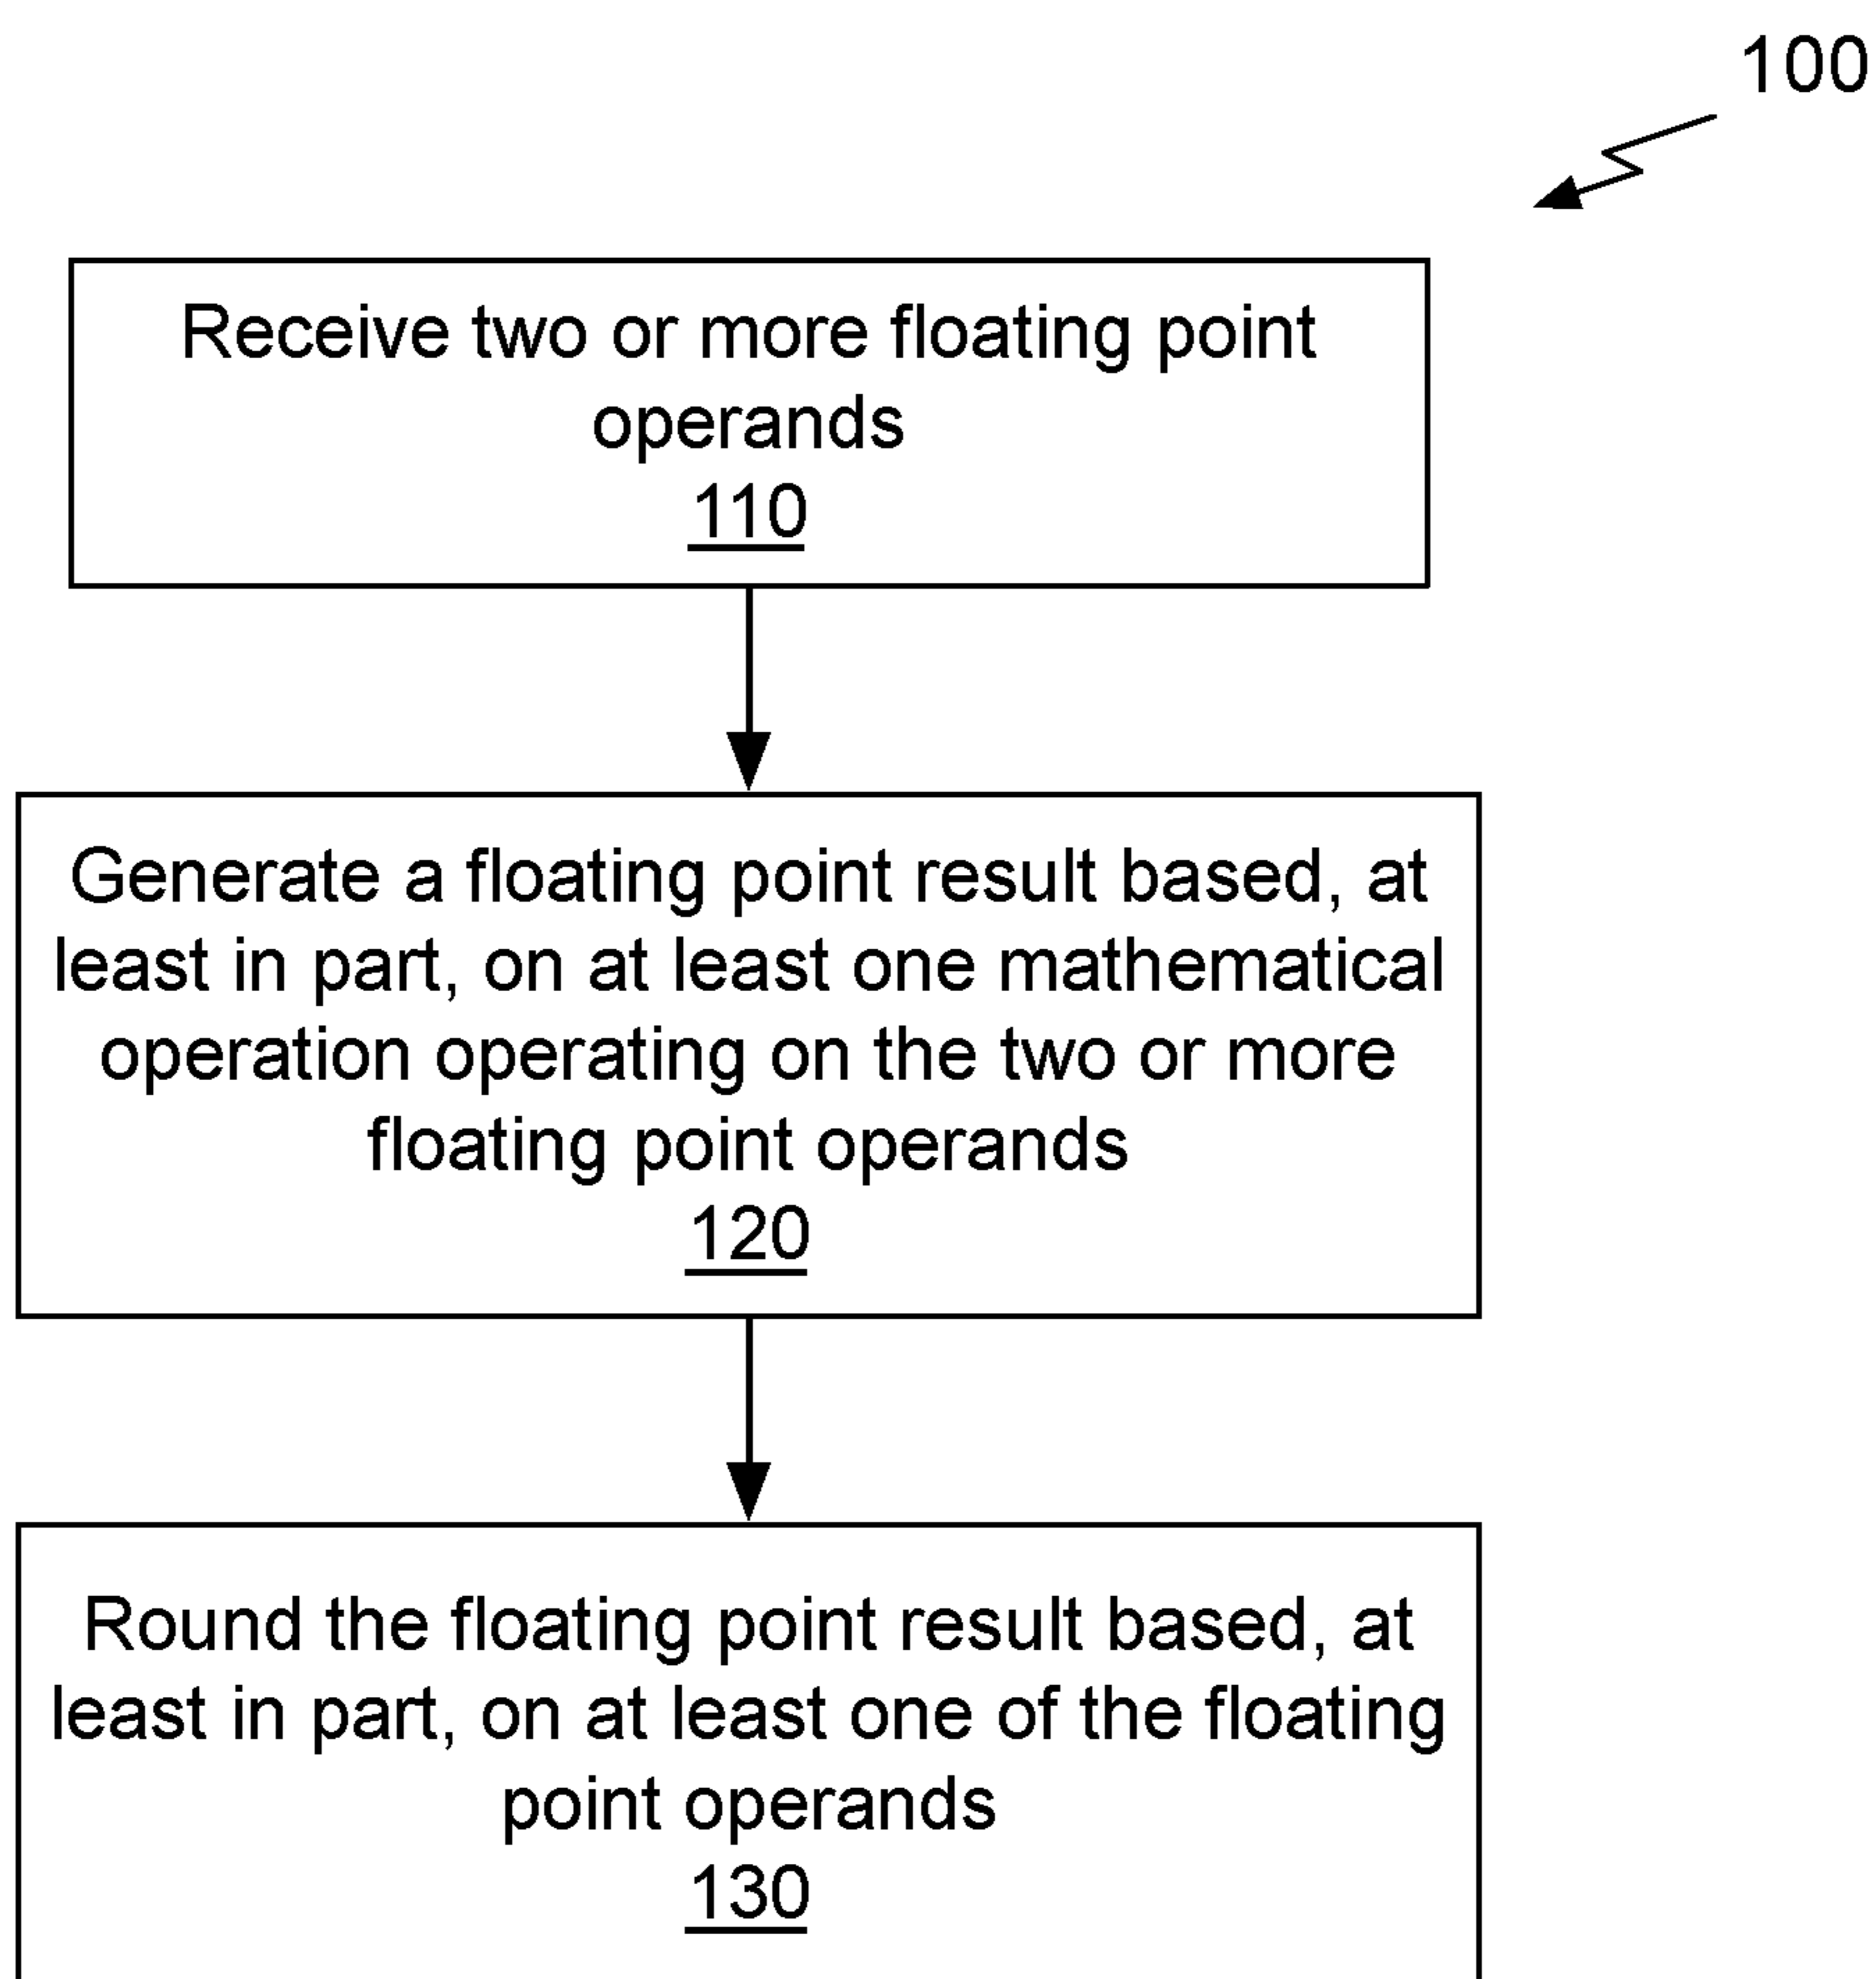 100
Receive two or more floating point
operands
110
Generate a floating point result based, at
least in part, on at least one mathematical
operation operating on the two or more
floating point operands
120
Round the floating point result based, at
least in part, on at least one of the floating
point operands
130